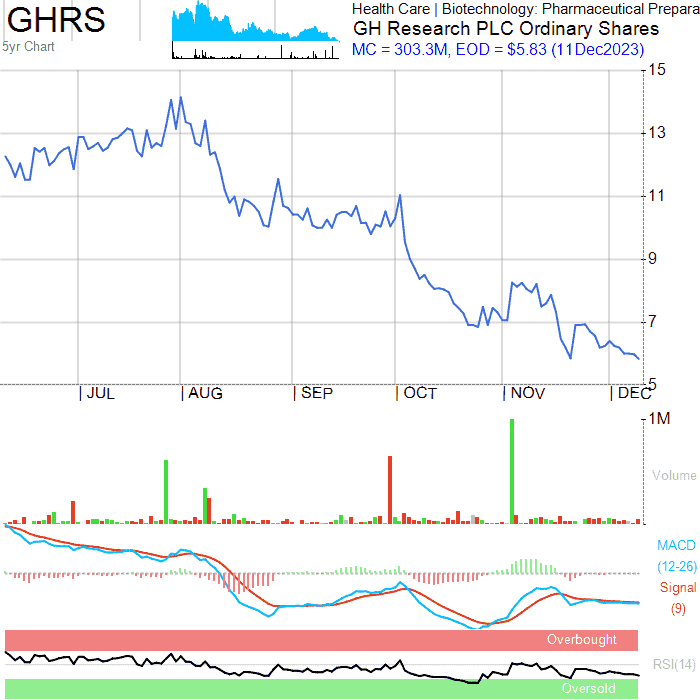 GHRS
5yr Chart
Health Care | Biotechnology: Pharmaceutical Prepara
GH Research PLC Ordinary Shares
MC = 303.3M, EOD = $5.83 (11Dec2023)
15
13
11
9
7
5
JUL
AUG
SEP
OCT
NOV
DEC
1M
Volume
MACD
(12-26)
Signal
(9)
Overbought
RSI(14)
Oversold